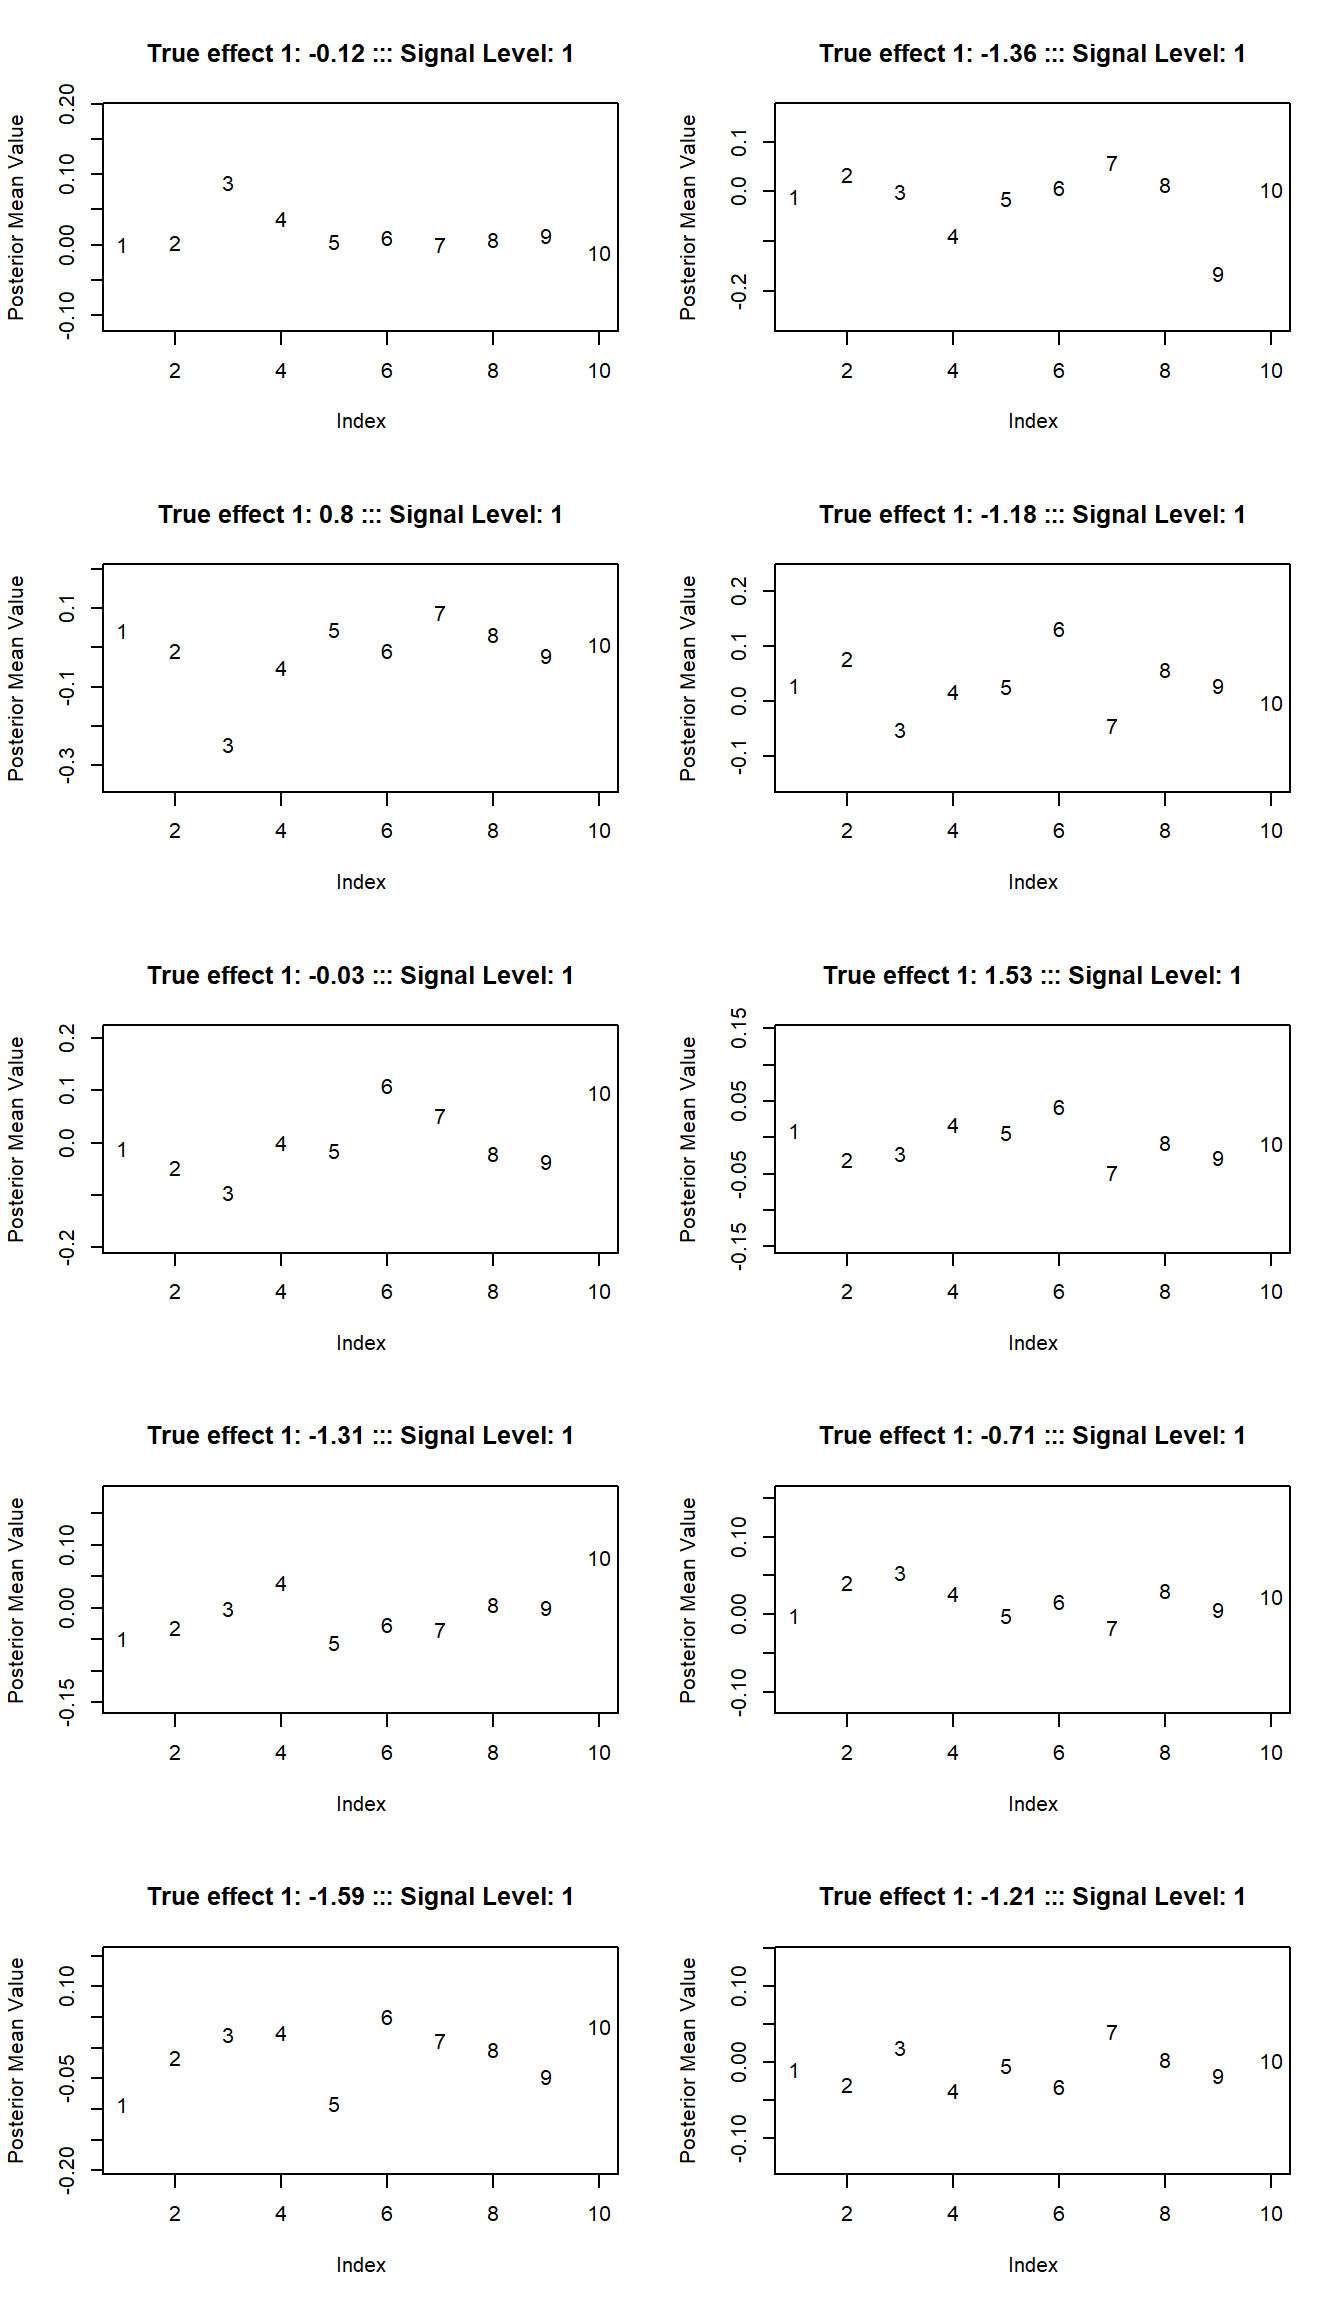 True effect 1: -0.12 ::: Signal Level: 1
Posterior Mean Value
0.20
0.10
0.00
-0.10
1 2 3 4 5 6 7 8 9 10
2 4 6 8 10
Index
True effect 1: -1.36 ::: Signal Level: 1
Posterior Mean Value
0.1
0.0
-0.2
1 2 3 4 5 6 7 8 9 10
2 4 6 8 10
Index
True effect 1: 0.8 ::: Signal Level: 1
Posterior Mean Value
0.1
-0.1
-0.3
1 2 3 4 5 6 7 8 9 10
2 4 6 8 10
Index
True effect 1: -1.18 ::: Signal Level: 1
Posterior Mean Value
0.2
0.1
0.0
-0.1
1 2 3 4 5 6 7 8 9 10
2 4 6 8 10
Index
True effect 1: -0.03 ::: Signal Level: 1
Posterior Mean Value
0.2
0.1
0.0
-0.2
1 2 3 4 5 6 7 8 9 10
2 4 6 8 10
Index
True effect 1: 1.53 ::: Signal Level: 1
Posterior Mean Value
0.15
0.05
-0.05
-0.15
1 2 3 4 5 6 7 8 9 10
2 4 6 8 10
Index
True effect 1: -1.31 ::: Signal Level: 1
Posterior Mean Value
0.10
0.00
-0.15
1 2 3 4 5 6 7 8 9 10
2 4 6 8 10
Index
True effect 1: -0.71 ::: Signal Level: 1
Posterior Mean Value
0.10
0.00
-0.10
1 2 3 4 5 6 7 8 9 10
2 4 6 8 10
Index
True effect 1: -1.59 ::: Signal Level: 1
Posterior Mean Value
0.10
-0.05
-0.20
1 2 3 4 5 6 7 8 9 10
2 4 6 8 10
Index
True effect 1: -1.21 ::: Signal Level: 1
Posterior Mean Value
0.10
0.00
-0.10
1 2 3 4 5 6 7 8 9 10
2 4 6 8 10
Index